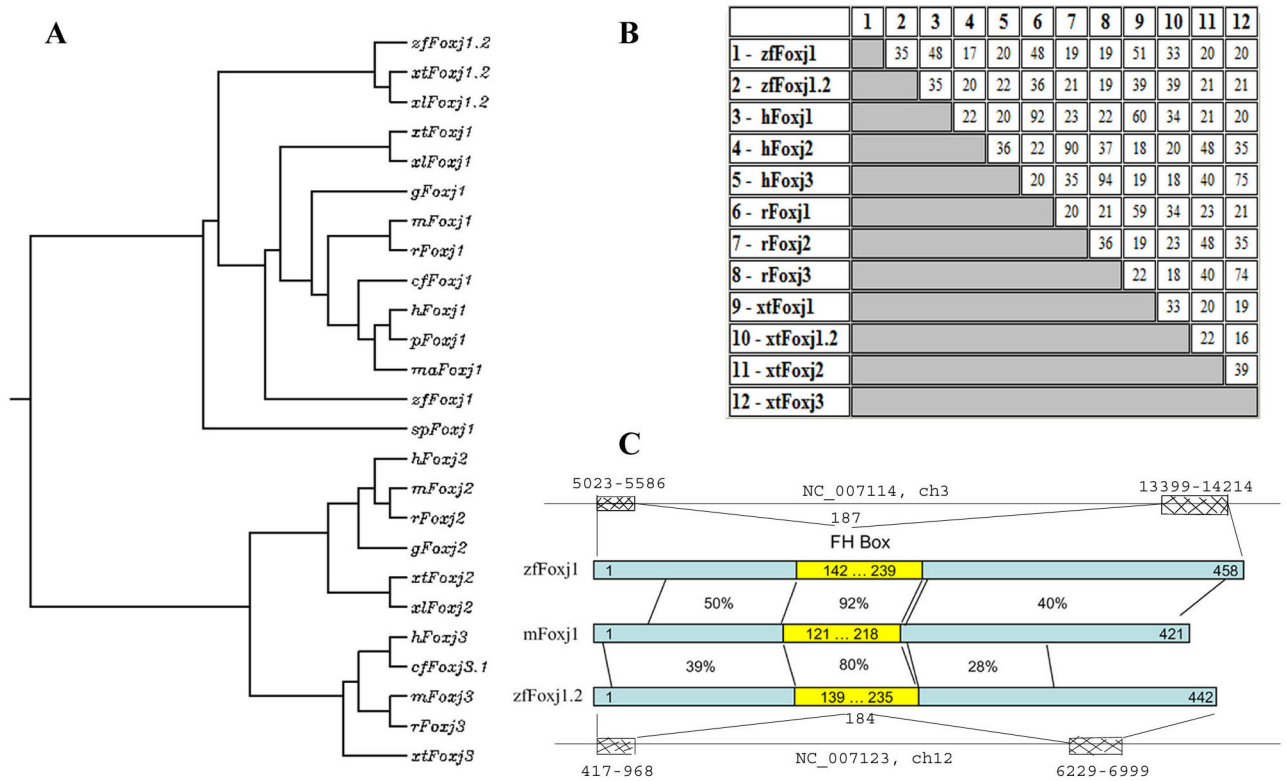 A
zfFoxj1.2
xtFoxj1.2
xlFoxj1.2
xtFoxj1
xlFoxj1
gFoxj1
mFoxj1
rFoxj1
cfFoxj1
hFoxj1
pFoxj1
maFoxj1
zfFoxj1
spFoxj1
hFoxj2
mFoxj2
rFoxj2
gFoxj2
xtFoxj2
xlFoxj2
hFoxj3
cfFoxj3.1
mFoxj3
rFoxj3
xtFoxj3
B
1 2 3 4 5 6 7 8 9 10 11 12
1 - zfFoxj1 35 48 17 20 48 19 19 51 33 20 20
2 - zfFoxj1.2 35 20 22 36 21 19 39 39 21 21
3 - hFoxj1 22 20 92 23 22 60 34 21 20
4 - hFoxj2 36 22 90 37 18 20 48 35
5 - hFoxj3 20 35 94 19 18 40 75
6 - rFoxj1 20 21 59 34 23 21
7 - rFoxj2 36 19 23 48 35
8 - rFoxj3 22 18 40 74
9 - xtFoxj1 33 20 19
10 - xtFoxj1.2 22 16
11 - xtFoxj2 39
12 - xtFoxj3
C
5023-5586 NC_007114, ch3 13399-14214
187
FH Box
zfFoxj1 1 142 ... 239 458
50% 92% 40%
mFoxj1 1 121 ... 218 421
39% 80% 28%
zfFoxj1.2 1 139 ... 235 442
184
417-968 NC_007123, ch12 6229-6999